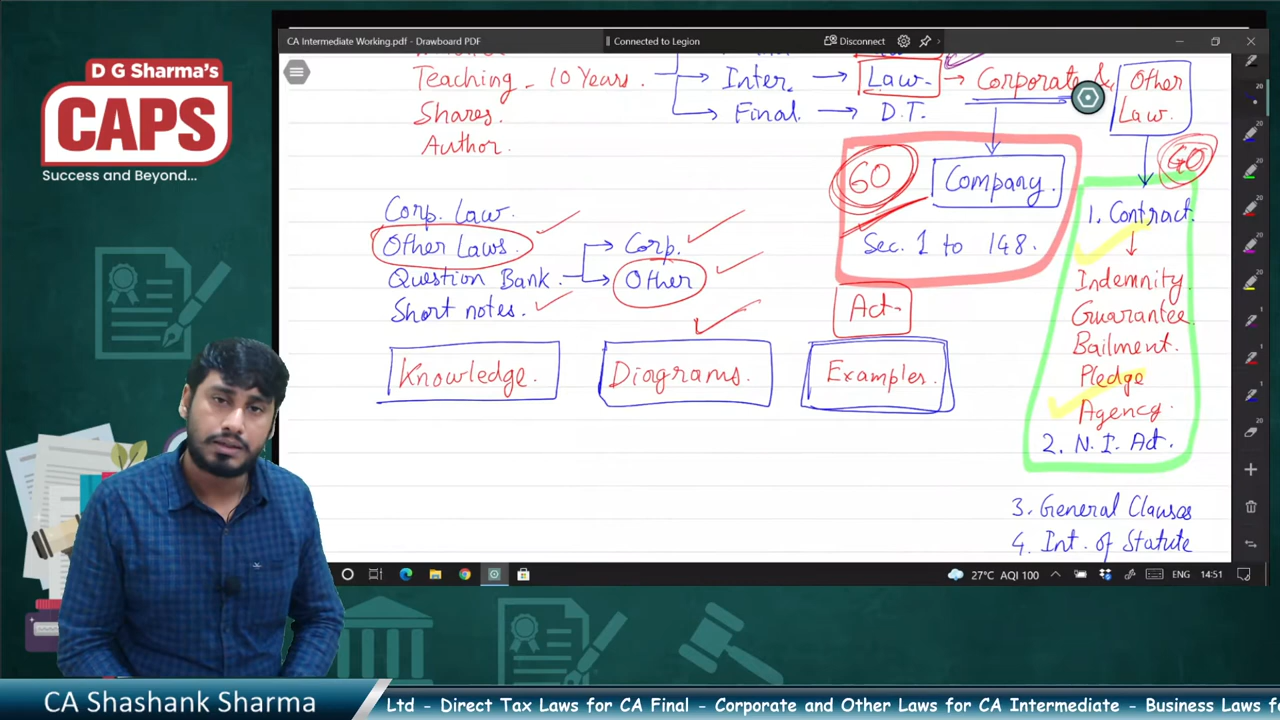 D G SHARMA'S
CAPS
Success and Beyond...
CA Intermediate Working.pdf - Drawboard PDF
Connected to Legion
Disconnect
Teaching - 10 Years.
Inter.
Law
Corporate &
Other Law.
Shares.
Final
D.T.
Author.
60
Company.
Sec. 1 to 148.
40
1. Contract.
Indemnity.
Guarantee.
Bailment.
Pledge
Agency.
2. N. I. Act.
Corp. Law.
Other Laws.
Corp.
Question Bank
Other
Short notes.
Act
Knowledge.
Diagrams.
Examples.
3. General Clauses
4. Int. of Statute
27°C AQI 100
ENG
14:51
CA Shashank Sharma
Ltd - Direct Tax Laws for CA Final - Corporate and Other Laws for CA Intermediate - Business Laws f